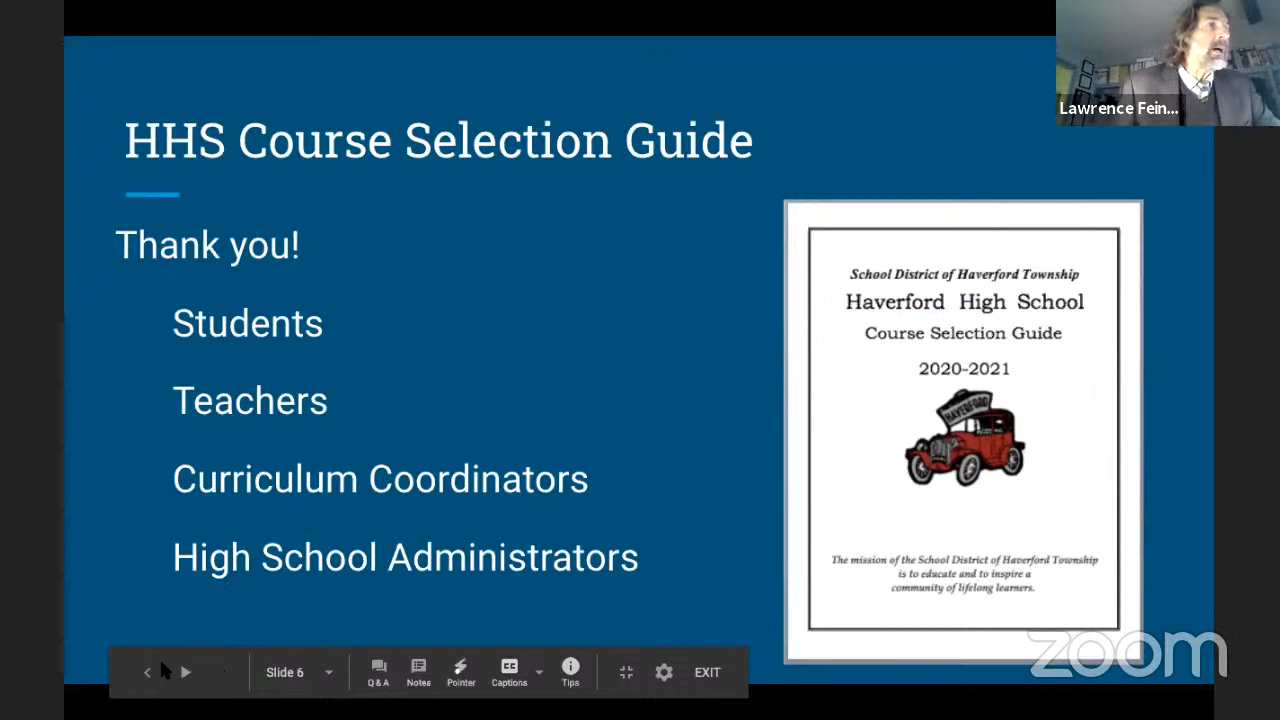 Lawrence Fein...
HHS Course Selection Guide
Thank you!
Students
Teachers
Curriculum Coordinators
High School Administrators
School District of Haverford Township
Haverford High School
Course Selection Guide
2020-2021
HAVERFORD
The mission of the School District of Haverford Township
is to educate and to inspire a
community of lifelong learners.
zoom
Slide 6
Q & A
Notes
Pointer
CC
Captions
Tips
EXIT